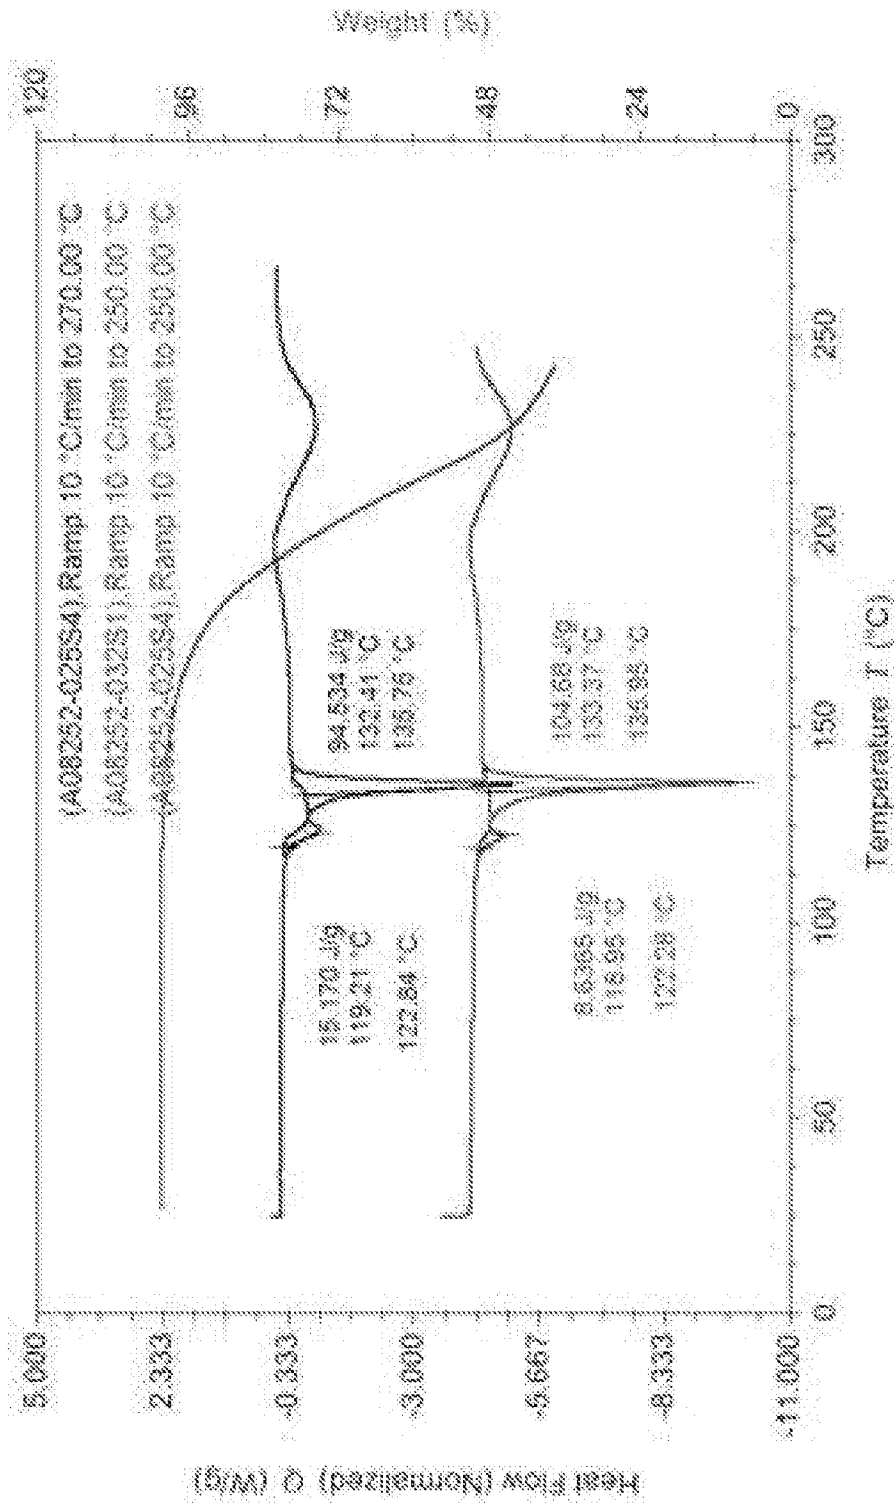 (A08252-025S4).Ramp 10 °C/min to 270.00 °C
(A08252-032S1).Ramp 10 °C/min to 250.00 °C
(A08252-025S4).Ramp 10 °C/min to 250.00 °C
Heat Flow (Normalized) Q (W/g)
5.000
2.333
-0.333
-3.000
-5.667
-8.333
-11.000
120
96
72
48
24
0
Weight (%)
15.170 J/g
119.21 °C
122.64 °C
94.534 J/g
132.41 °C
135.75 °C
8.6365 J/g
118.95 °C
122.28 °C
104.68 J/g
133.37 °C
135.95 °C
0
50
100
150
200
250
300
Temperature T (°C)